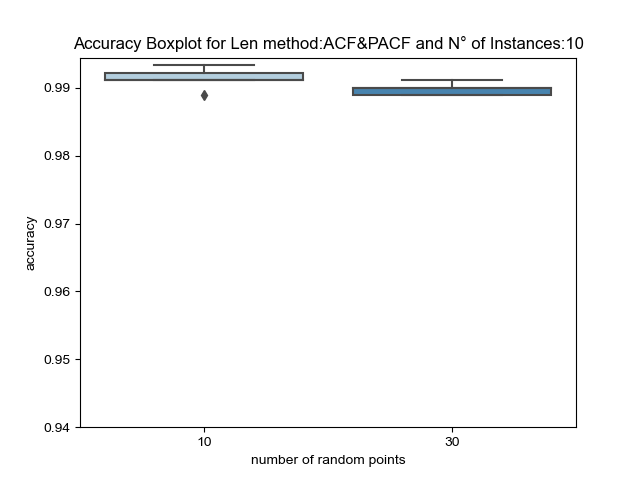 Accuracy Boxplot for Len method:ACF&PACF and N° of Instances:10
0.99
0.98
0.97
0.96
0.95
0.94
accuracy
10 30
number of random points